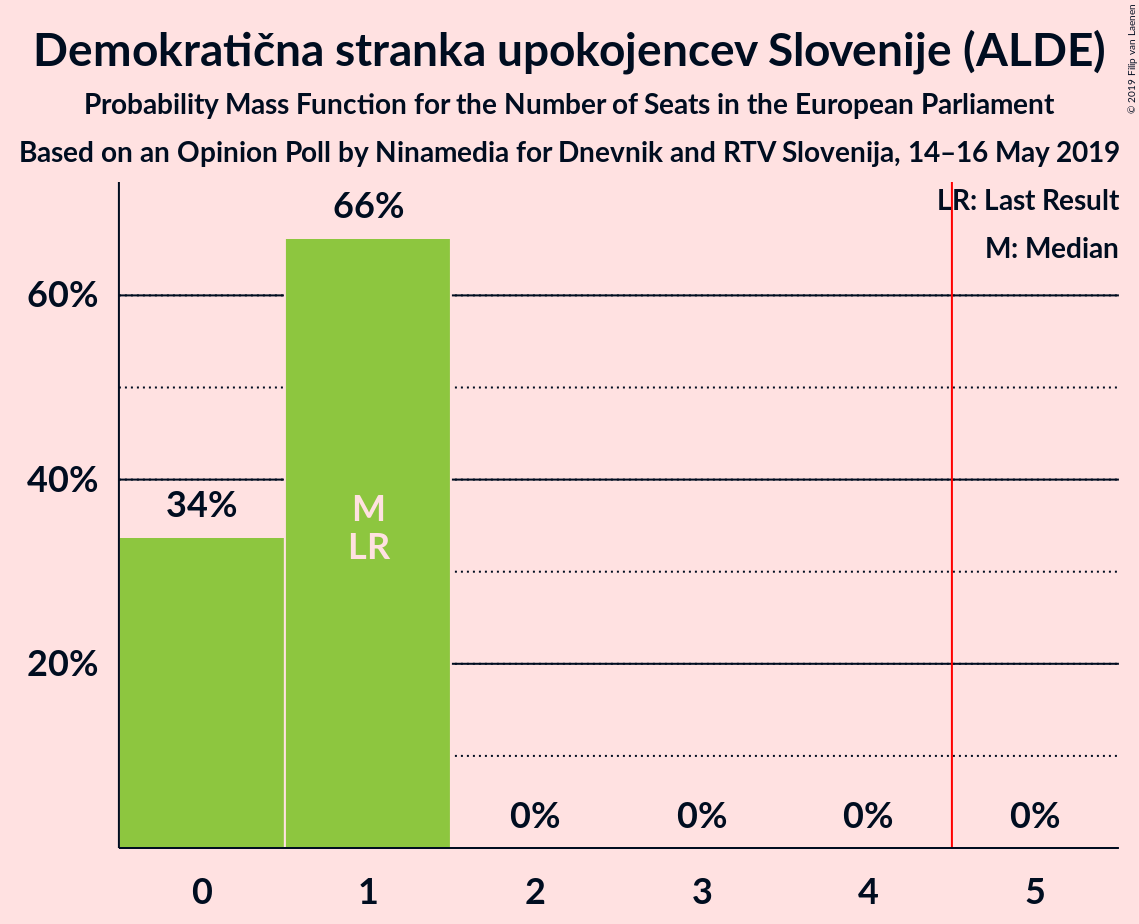 Demokratična stranka upokojencev Slovenije (ALDE)
Probability Mass Function for the Number of Seats in the European Parliament
Based on an Opinion Poll by Ninamedia for Dnevnik and RTV Slovenija, 14–16 May 2019
© 2019 Filip van Laenen
LR: Last Result
M: Median
66%
60%
40%
34%
M
LR
20%
0% 0% 0% 0%
0 1 2 3 4 5